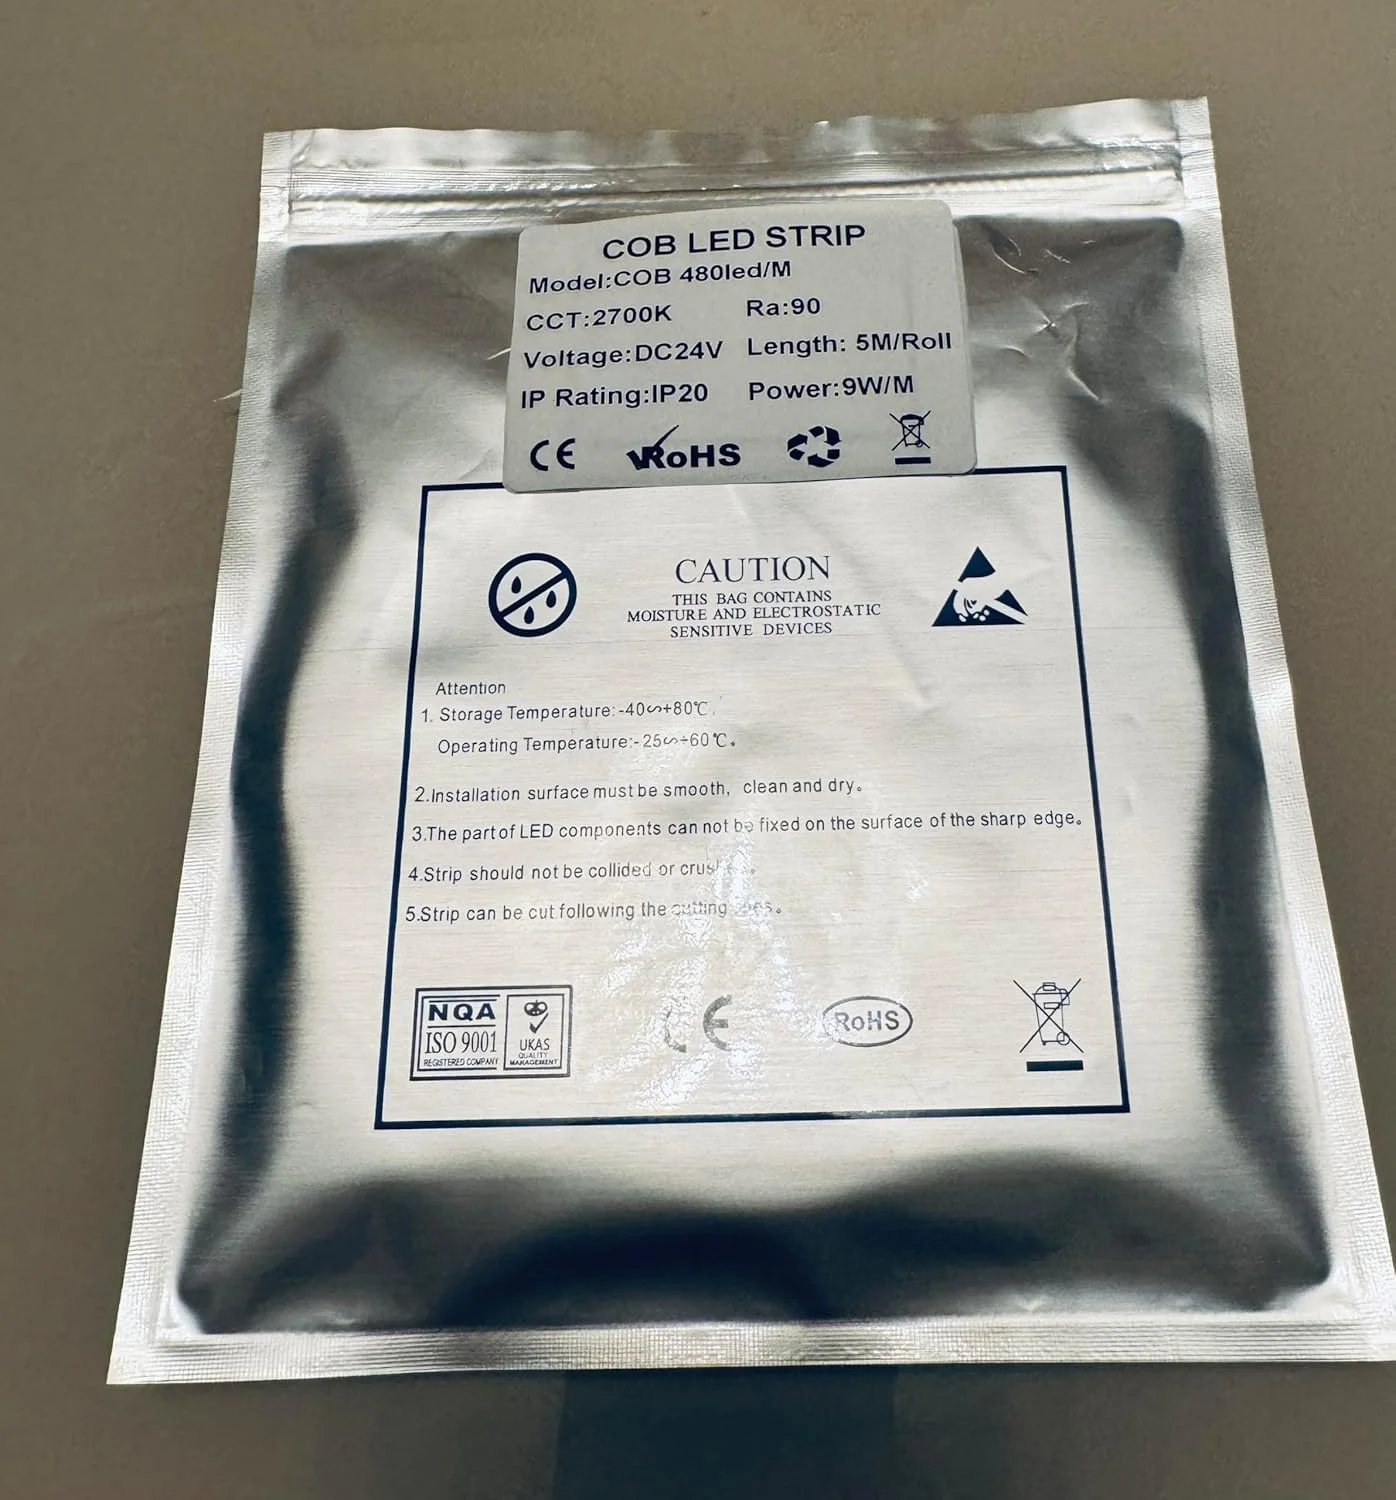 COB LED STRIP
Model:COB 480led/M
CCT:2700K Ra:90
Voltage:DC24V Length: 5M/Roll
IP Rating:IP20 Power:9W/M
CE RoHS
CAUTION
THIS BAG CONTAINS
MOISTURE AND ELECTROSTATIC
SENSITIVE DEVICES
Attention
1. Storage Temperature:-40∽+80℃.
Operating Temperature:-25∽+60℃。
2.Installation surface must be smooth, clean and dry。
3.The part of LED components can not be fixed on the surface of the sharp edge。
4.Strip should not be collided or
5.Strip can be cut following the cutting
NQA
ISO 9001
REGISTERED COMPANY
UKAS
QUALITY
MANAGEMENT
CE
RoHS